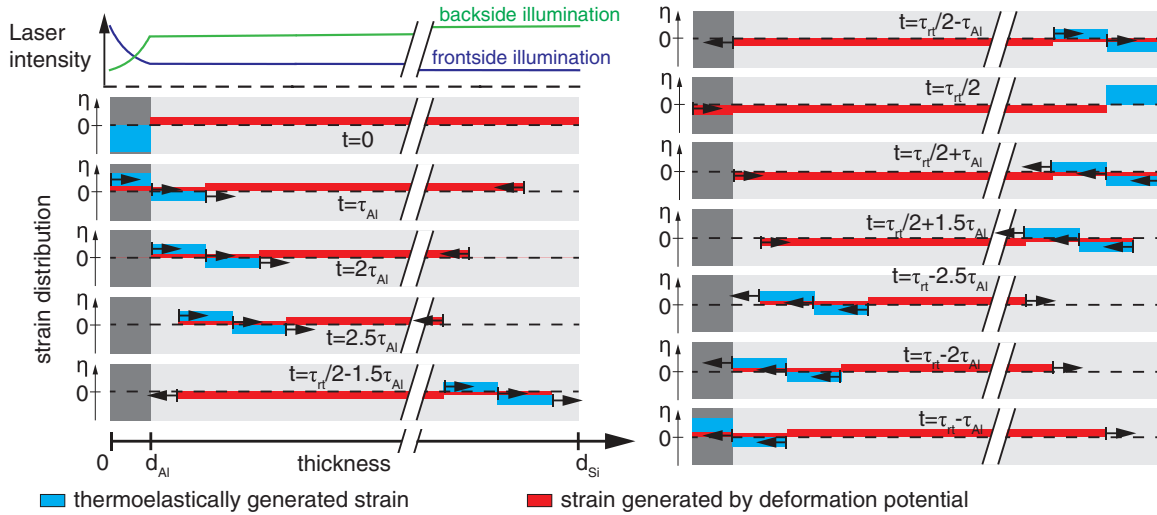 Laser
intensity
backside illumination
frontside illumination
strain distribution
η
0
t=0
η
0
t=τAl
η
0
t=2τAl
η
0
t=2.5τAl
η
0
t=τrt/2-1.5τAl
0
dAl
thickness
dSi
η
0
t=τrt/2-τAl
η
0
t=τrt/2
η
0
t=τrt/2+τAl
η
0
t=τrt/2+1.5τAl
η
0
t=τrt-2.5τAl
η
0
t=τrt-2τAl
η
0
t=τrt-τAl
thermoelastically generated strain
strain generated by deformation potential